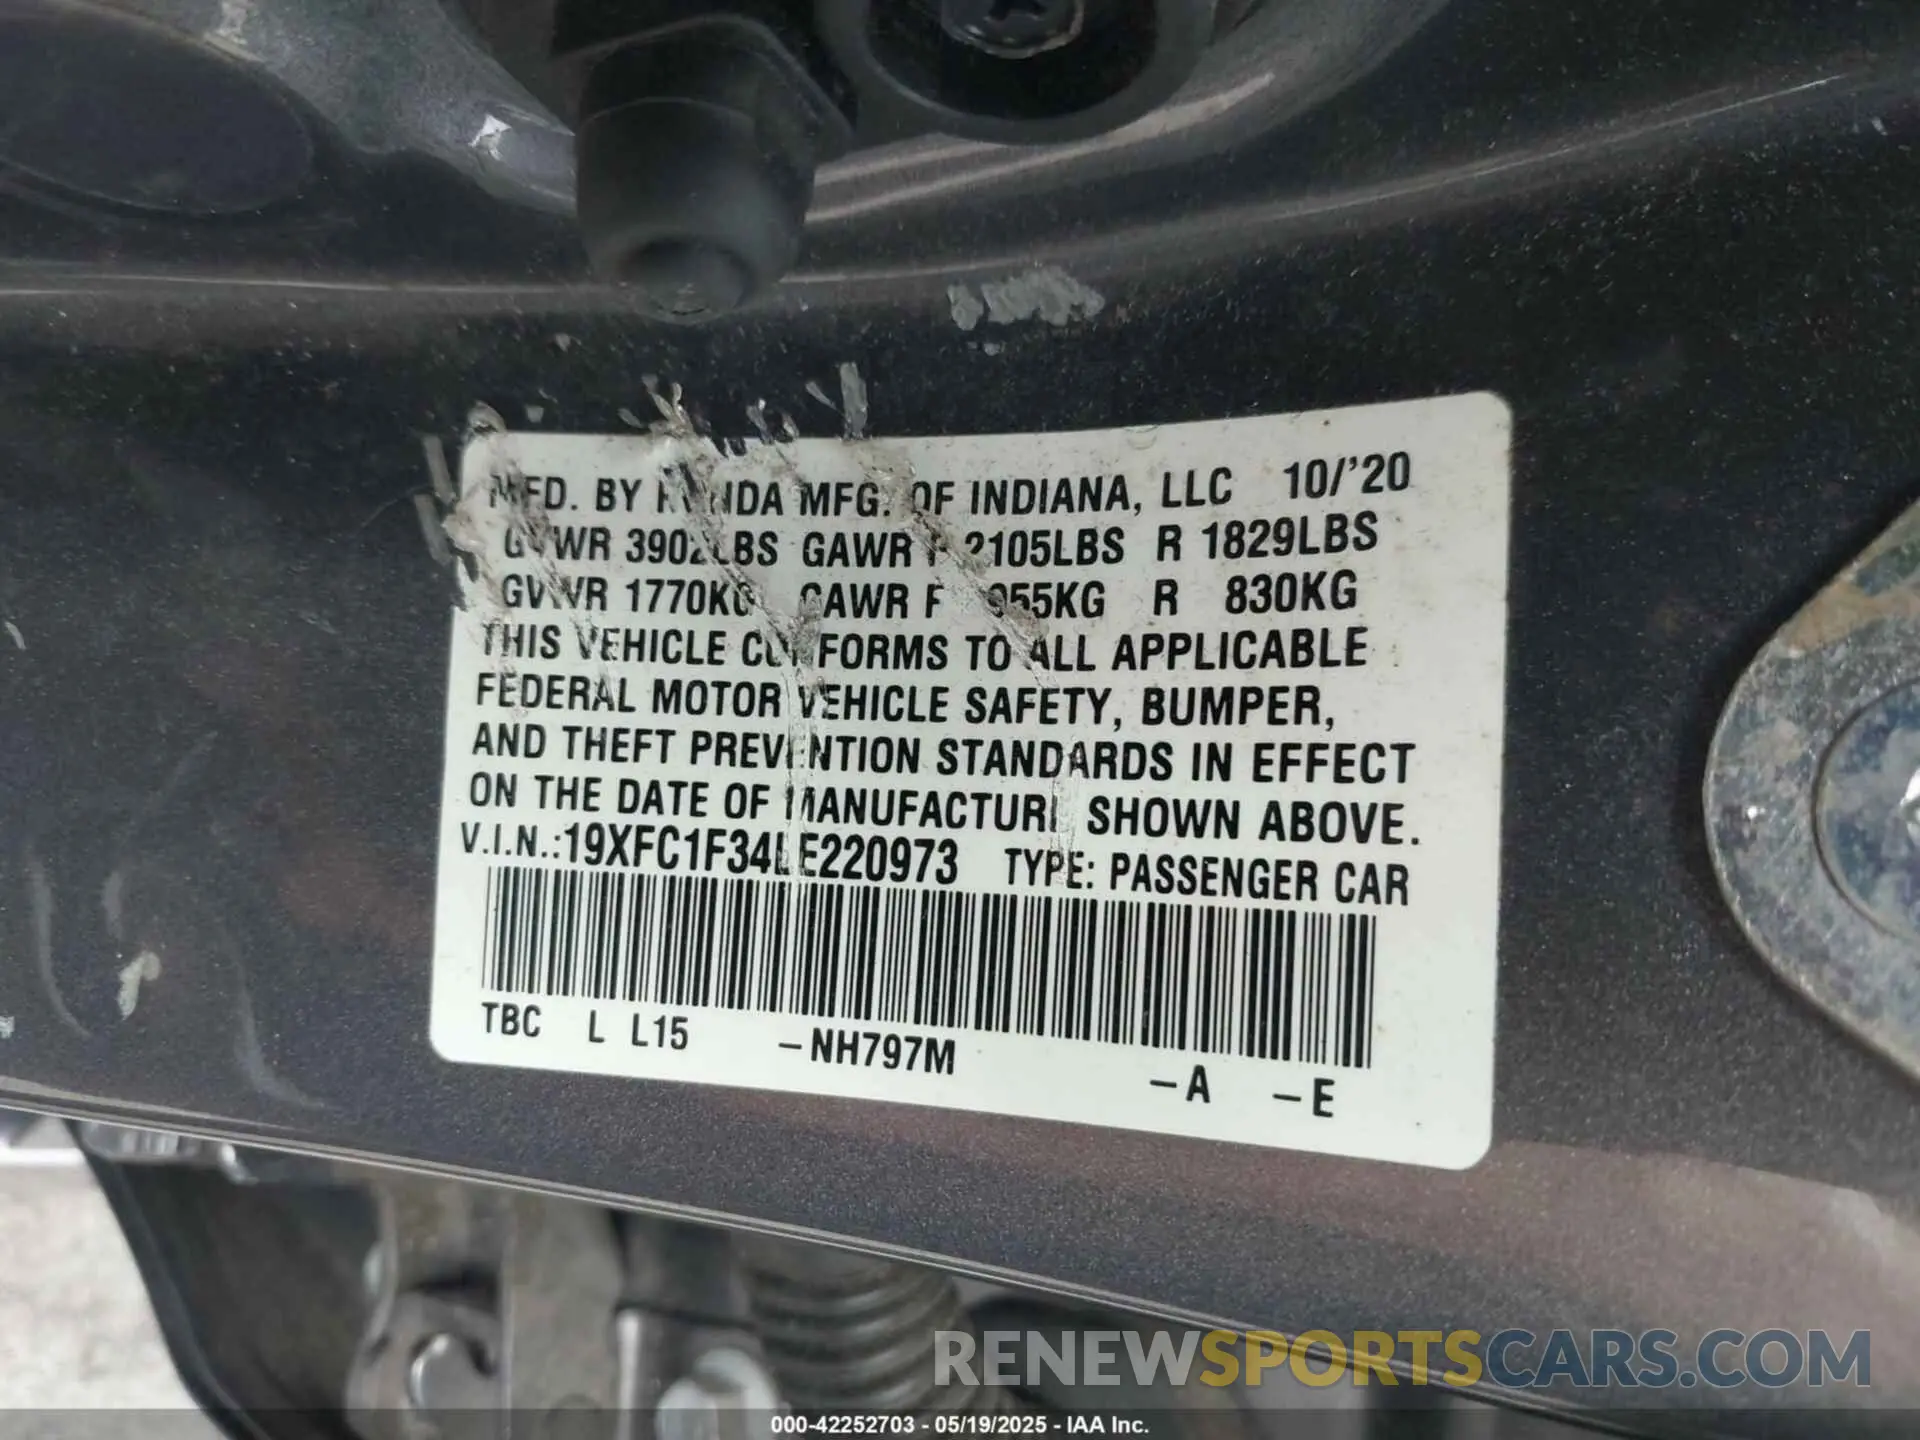 MFD. BY HONDA MFG. OF INDIANA, LLC 10/'20
GVWR 3902LBS GAWR F 2105LBS R 1829LBS
GVWR 1770KG GAWR F 955KG R 830KG
THIS VEHICLE CONFORMS TO ALL APPLICABLE
FEDERAL MOTOR VEHICLE SAFETY, BUMPER,
AND THEFT PREVENTION STANDARDS IN EFFECT
ON THE DATE OF MANUFACTURE SHOWN ABOVE.
V.I.N.:19XFC1F34LE220973 TYPE: PASSENGER CAR
TBC L L15 –NH797M –A –E
RENEWSPORTSCARS.COM
000-42252703 - 05/19/2025 - IAA Inc.